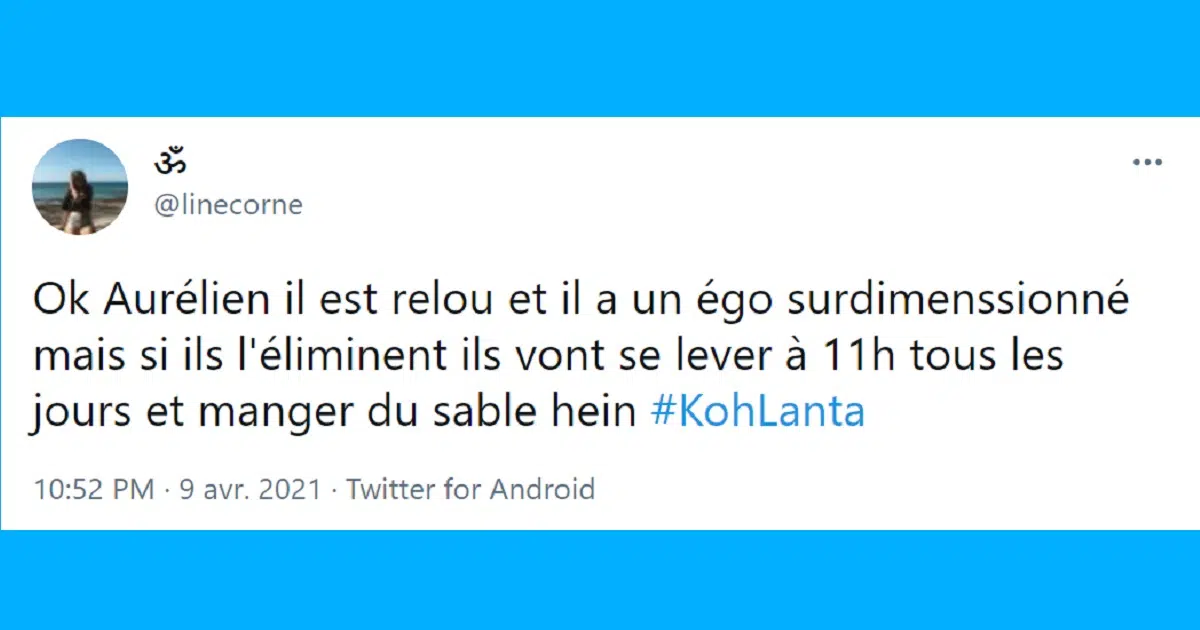 ॐ
@linecorne
Ok Aurélien il est relou et il a un égo surdimenssionné
mais si ils l'éliminent ils vont se lever à 11h tous les
jours et manger du sable hein #KohLanta
10:52 PM · 9 avr. 2021 · Twitter for Android